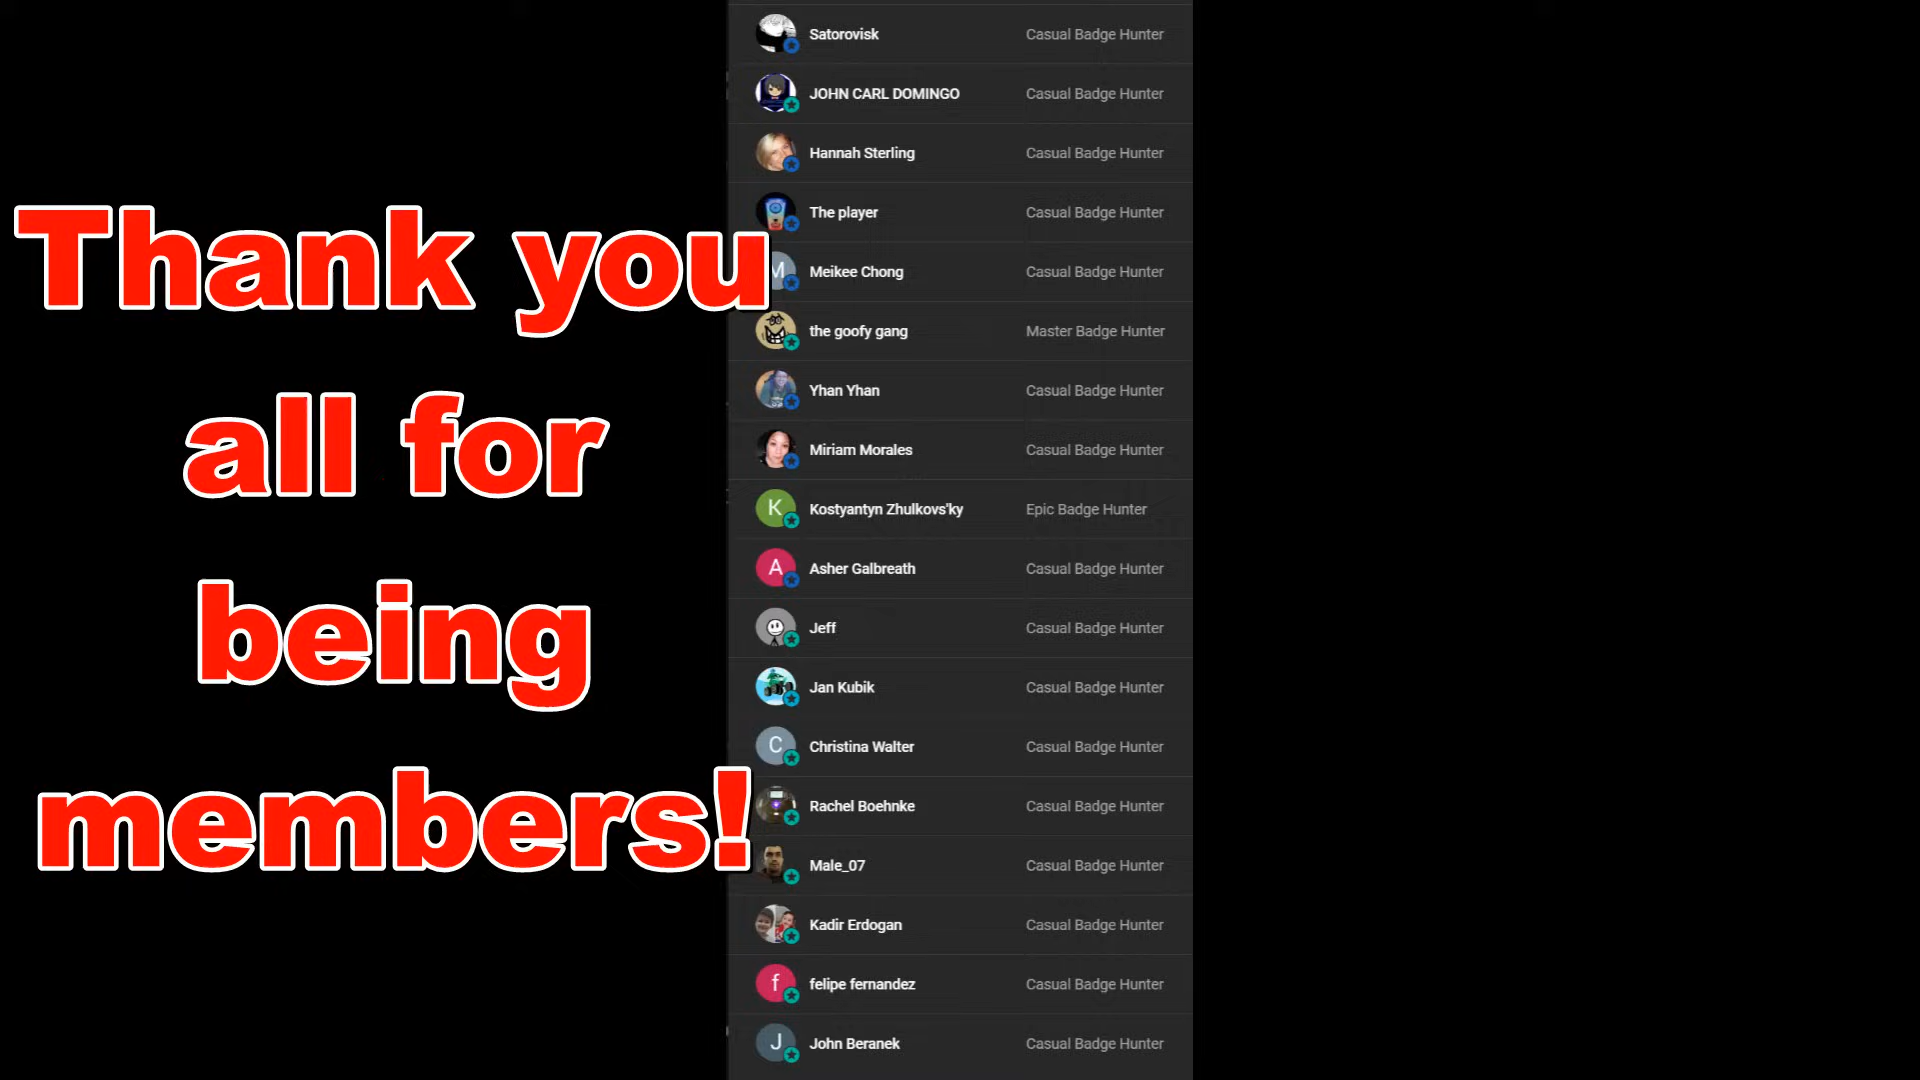 Thank you
all for
being
members!
Satorovisk Casual Badge Hunter
JOHN CARL DOMINGO Casual Badge Hunter
Hannah Sterling Casual Badge Hunter
The player Casual Badge Hunter
M Meikee Chong Casual Badge Hunter
the goofy gang Master Badge Hunter
Yhan Yhan Casual Badge Hunter
Miriam Morales Casual Badge Hunter
K Kostyantyn Zhulkovs'ky Epic Badge Hunter
A Asher Galbreath Casual Badge Hunter
Jeff Casual Badge Hunter
Jan Kubik Casual Badge Hunter
C Christina Walter Casual Badge Hunter
Rachel Boehnke Casual Badge Hunter
Male_07 Casual Badge Hunter
Kadir Erdogan Casual Badge Hunter
f felipe fernandez Casual Badge Hunter
J John Beranek Casual Badge Hunter